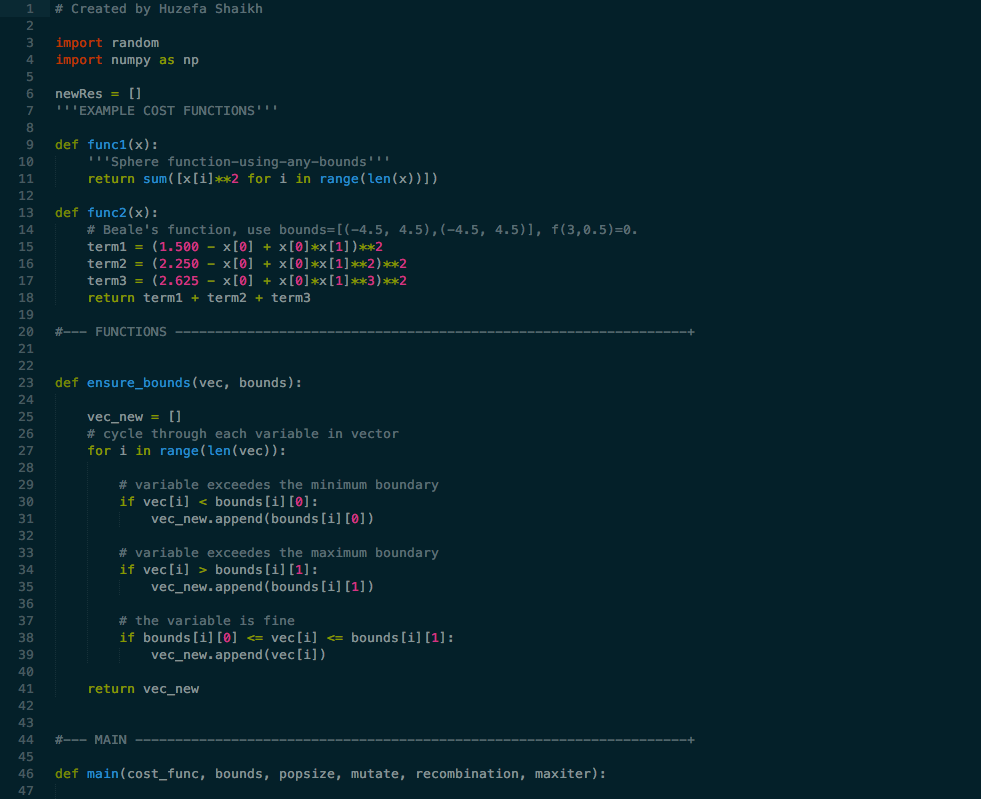 1 # Created by Huzefa Shaikh
2
3 import random
4 import numpy as np
5
6 newRes = []
7 '''EXAMPLE COST FUNCTIONS'''
8
9 def func1(x):
10     '''Sphere function-using-any-bounds'''
11     return sum([x[i]**2 for i in range(len(x))])
12
13 def func2(x):
14     # Beale's function, use bounds=[(-4.5, 4.5),(-4.5, 4.5)], f(3,0.5)=0.
15     term1 = (1.500 - x[0] + x[0]*x[1])**2
16     term2 = (2.250 - x[0] + x[0]*x[1]**2)**2
17     term3 = (2.625 - x[0] + x[0]*x[1]**3)**2
18     return term1 + term2 + term3
19
20 #--- FUNCTIONS ----------------------------------------------------------------+
21
22
23 def ensure_bounds(vec, bounds):
24
25     vec_new = []
26     # cycle through each variable in vector
27     for i in range(len(vec)):
28
29         # variable exceedes the minimum boundary
30         if vec[i] < bounds[i][0]:
31             vec_new.append(bounds[i][0])
32
33         # variable exceedes the maximum boundary
34         if vec[i] > bounds[i][1]:
35             vec_new.append(bounds[i][1])
36
37         # the variable is fine
38         if bounds[i][0] <= vec[i] <= bounds[i][1]:
39             vec_new.append(vec[i])
40
41     return vec_new
42
43
44 #--- MAIN ---------------------------------------------------------------------+
45
46 def main(cost_func, bounds, popsize, mutate, recombination, maxiter):
47